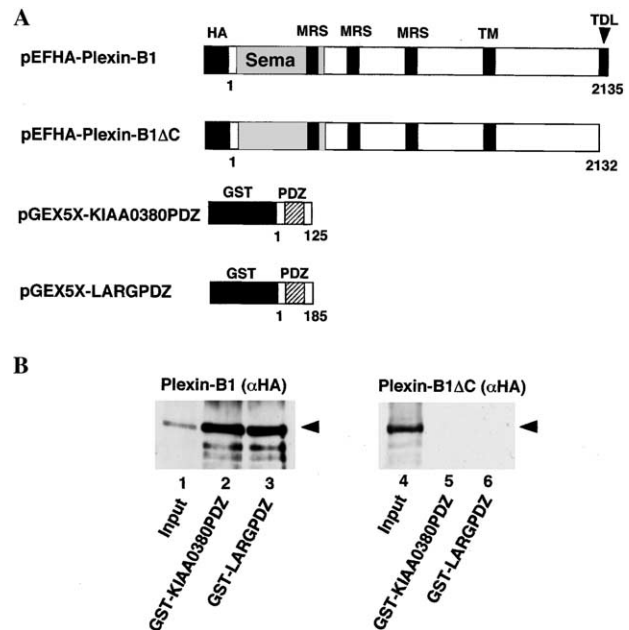 A
HA MRS MRS MRS TM TDL
pEFHA-Plexin-B1
Sema
1 2135
pEFHA-Plexin-B1ΔC
1 2132
GST PDZ
pGEX5X-KIAA0380PDZ
1 125
GST PDZ
pGEX5X-LARGPDZ
1 185
B
Plexin-B1 (αHA) Plexin-B1ΔC (αHA)
1 2 3 4 5 6
Input
GST-KIAA0380PDZ
GST-LARGPDZ
Input
GST-KIAA0380PDZ
GST-LARGPDZ